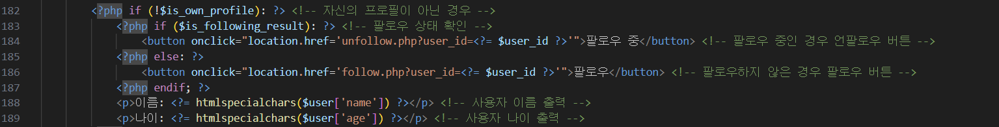 182 <?php if (!$is_own_profile): ?> <!-- 자신의 프로필이 아닌 경우 -->
183 <?php if ($is_following_result): ?> <!-- 팔로우 상태 확인 -->
184 <button onclick="location.href='unfollow.php?user_id=<?= $user_id ?>'">팔로우 중</button> <!-- 팔로우 중인 경우 언팔로우 버튼 -->
185 <?php else: ?>
186 <button onclick="location.href='follow.php?user_id=<?= $user_id ?>'">팔로우</button> <!-- 팔로우하지 않은 경우 팔로우 버튼 -->
187 <?php endif; ?>
188 <p>이름: <?= htmlspecialchars($user['name']) ?></p> <!-- 사용자 이름 출력 -->
189 <p>나이: <?= htmlspecialchars($user['age']) ?></p> <!-- 사용자 나이 출력 -->